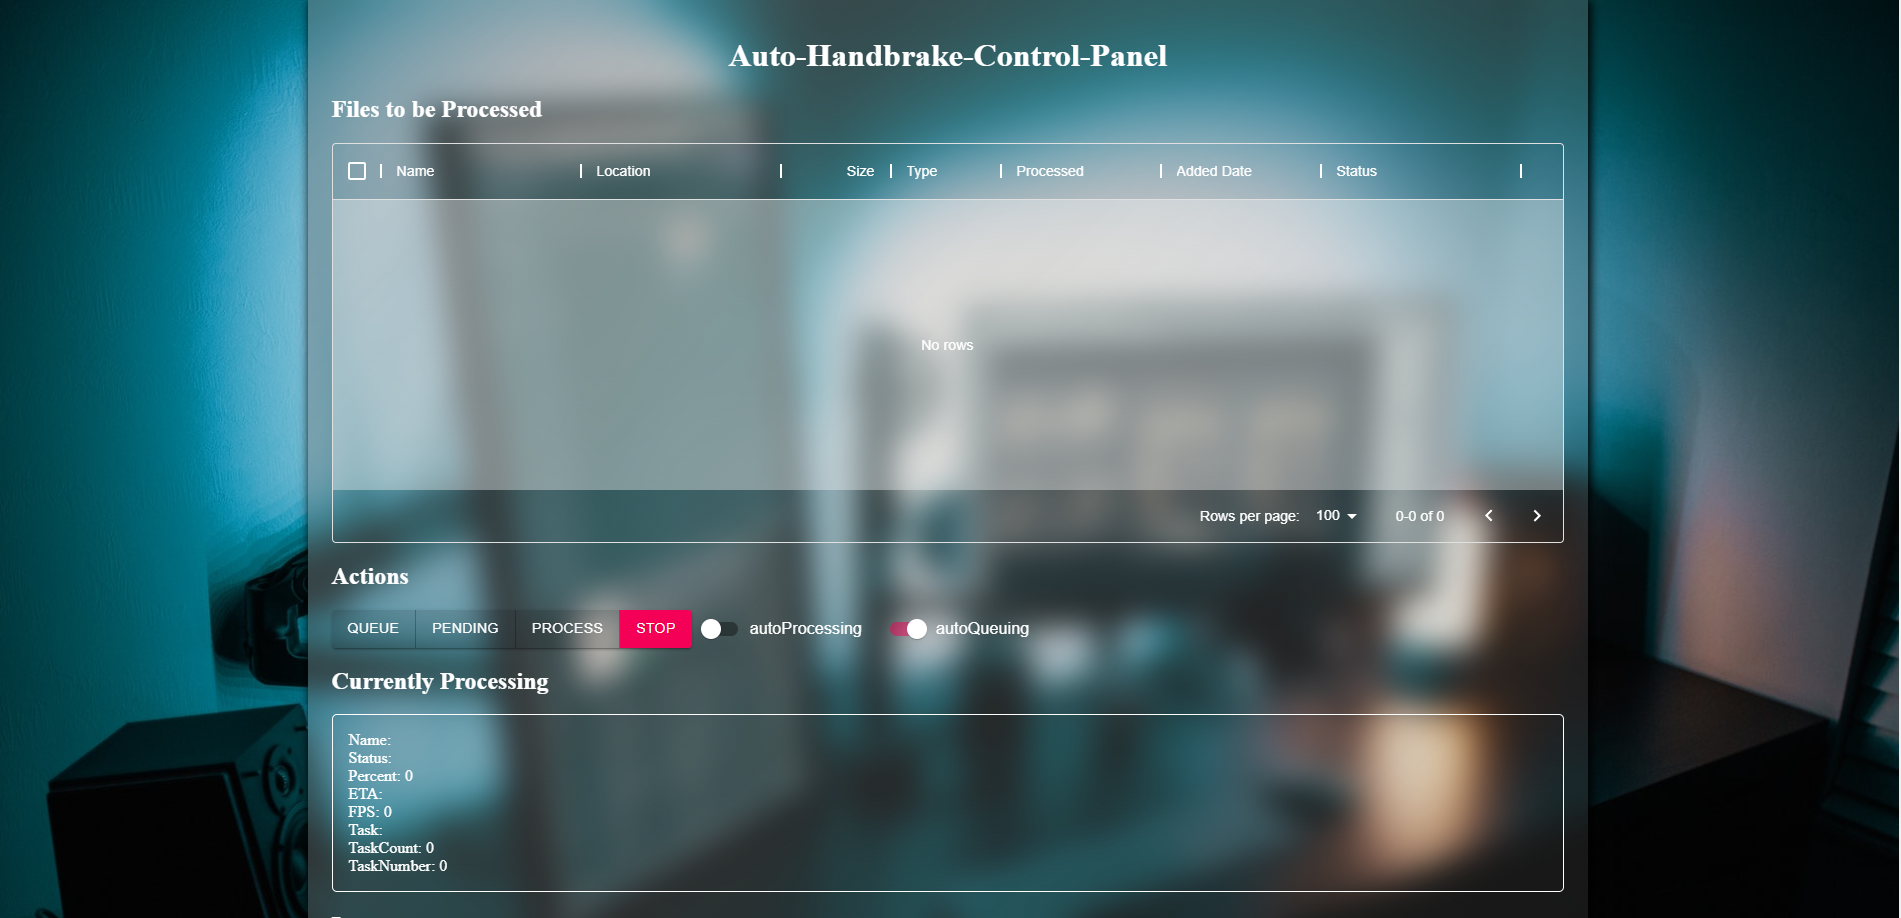 Auto-Handbrake-Control-Panel
Files to be Processed
Name Location Size Type Processed Added Date Status
No rows
Rows per page: 100 0-0 of 0
Actions
QUEUE PENDING PROCESS STOP autoProcessing autoQueuing
Currently Processing
Name:
Status:
Percent: 0
ETA:
FPS: 0
Task:
TaskCount: 0
TaskNumber: 0